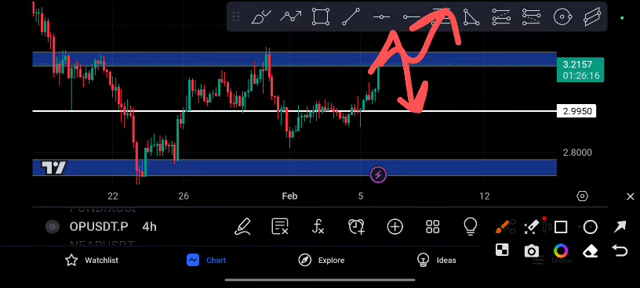 3.2157
01:26:16
2.9950
2.8000
22
26
Feb
5
12
OPUSDT.P 4h
NEARUSDT
Watchlist
Chart
Explore
Ideas